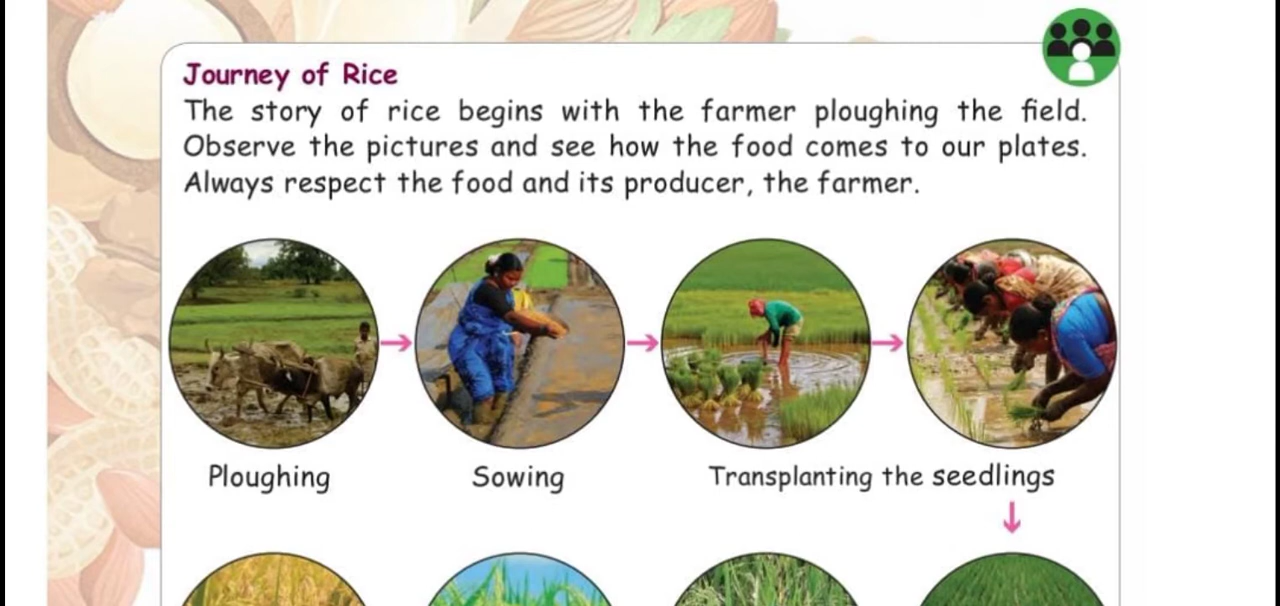 Journey of Rice
The story of rice begins with the farmer ploughing the field.
Observe the pictures and see how the food comes to our plates.
Always respect the food and its producer, the farmer.
Ploughing
Sowing
Transplanting the seedlings